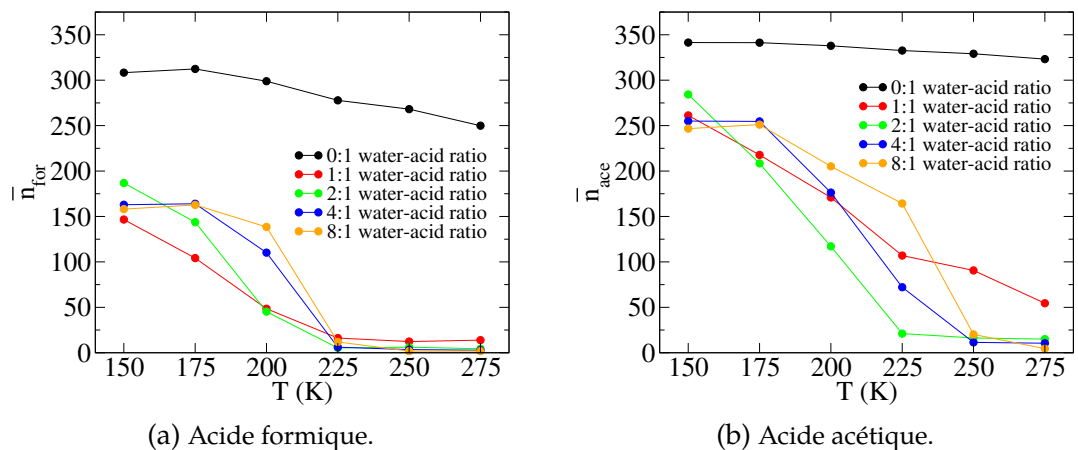 350
300
250
200
150
100
50
0
n̅_for
0:1 water-acid ratio
1:1 water-acid ratio
2:1 water-acid ratio
4:1 water-acid ratio
8:1 water-acid ratio
150 175 200 225 250 275
T (K)
(a) Acide formique.
350
300
250
200
150
100
50
0
n̅_ace
0:1 water-acid ratio
1:1 water-acid ratio
2:1 water-acid ratio
4:1 water-acid ratio
8:1 water-acid ratio
150 175 200 225 250 275
T (K)
(b) Acide acétique.